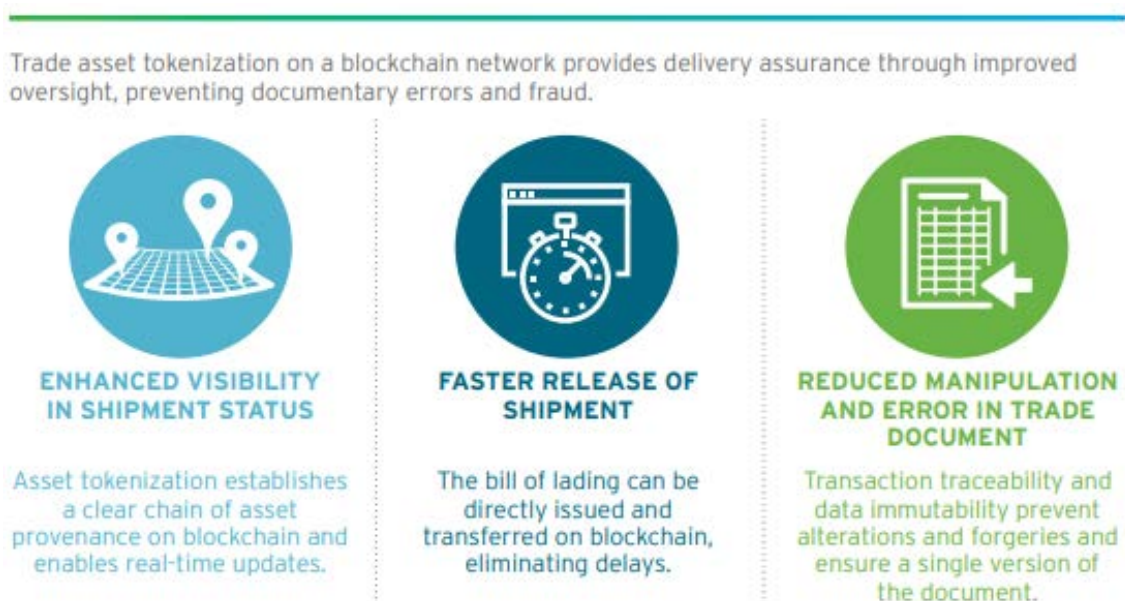 Trade asset tokenization on a blockchain network provides delivery assurance through improved
oversight, preventing documentary errors and fraud.
ENHANCED VISIBILITY
IN SHIPMENT STATUS
Asset tokenization establishes
a clear chain of asset
provenance on blockchain and
enables real-time updates.
FASTER RELEASE OF
SHIPMENT
The bill of lading can be
directly issued and
transferred on blockchain,
eliminating delays.
REDUCED MANIPULATION
AND ERROR IN TRADE
DOCUMENT
Transaction traceability and
data immutability prevent
alterations and forgeries and
ensure a single version of
the document.